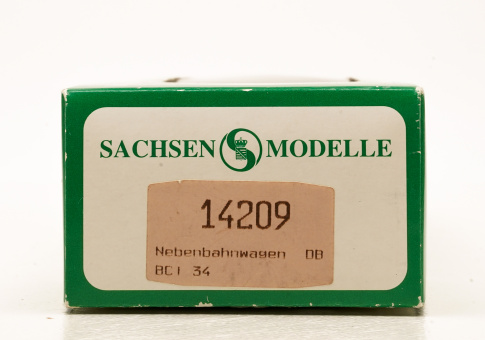 SACHSEN MODELLE
14209
Nebenbahnwagen DB
BCi 34